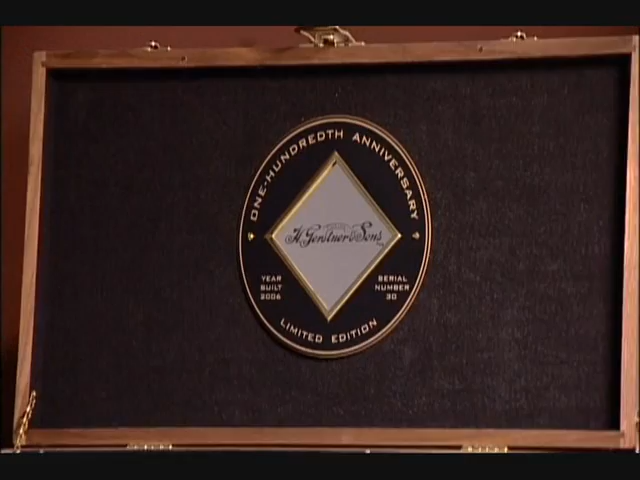 ONE-HUNDREDTH ANNIVERSARY
H. Gerstner & Sons
YEAR
BUILT
2006
SERIAL
NUMBER
30
LIMITED EDITION